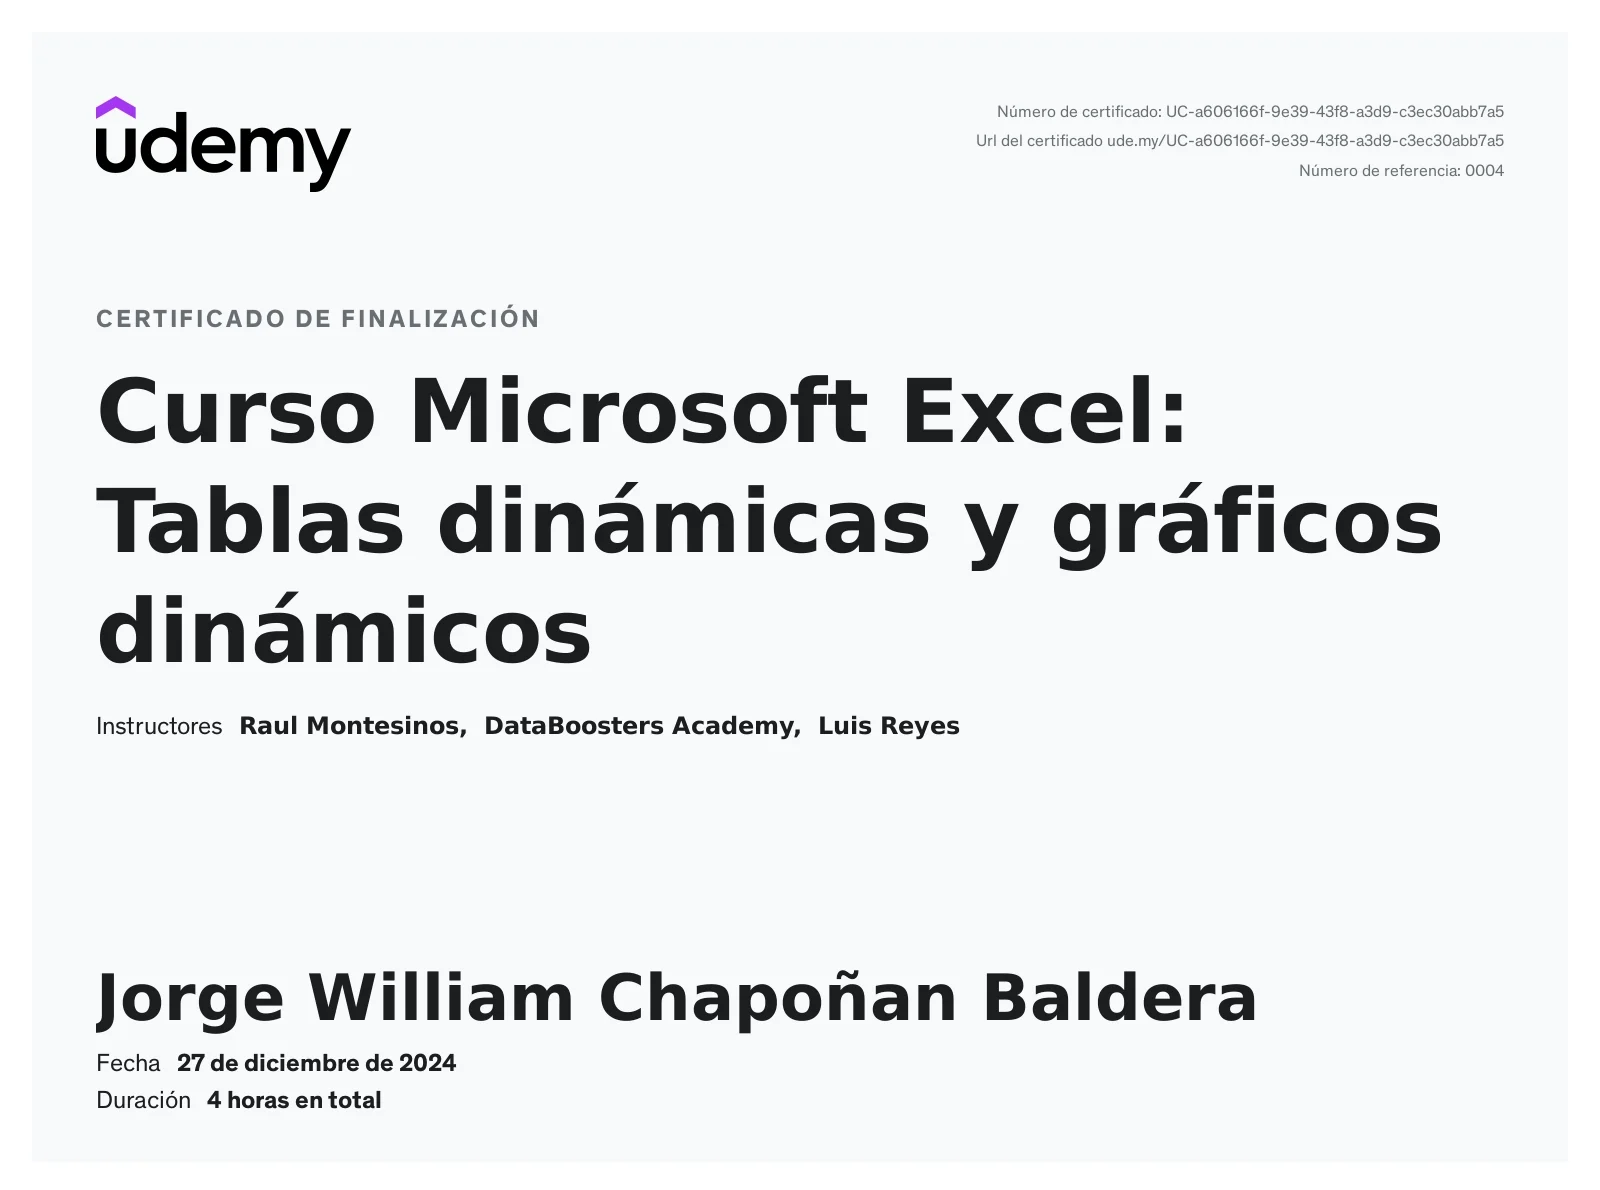 udemy
Número de certificado: UC-a606166f-9e39-43f8-a3d9-c3ec30abb7a5
Url del certificado ude.my/UC-a606166f-9e39-43f8-a3d9-c3ec30abb7a5
Número de referencia: 0004
CERTIFICADO DE FINALIZACIÓN
Curso Microsoft Excel:
Tablas dinámicas y gráficos
dinámicos
Instructores Raul Montesinos, DataBoosters Academy, Luis Reyes
Jorge William Chapoñan Baldera
Fecha 27 de diciembre de 2024
Duración 4 horas en total